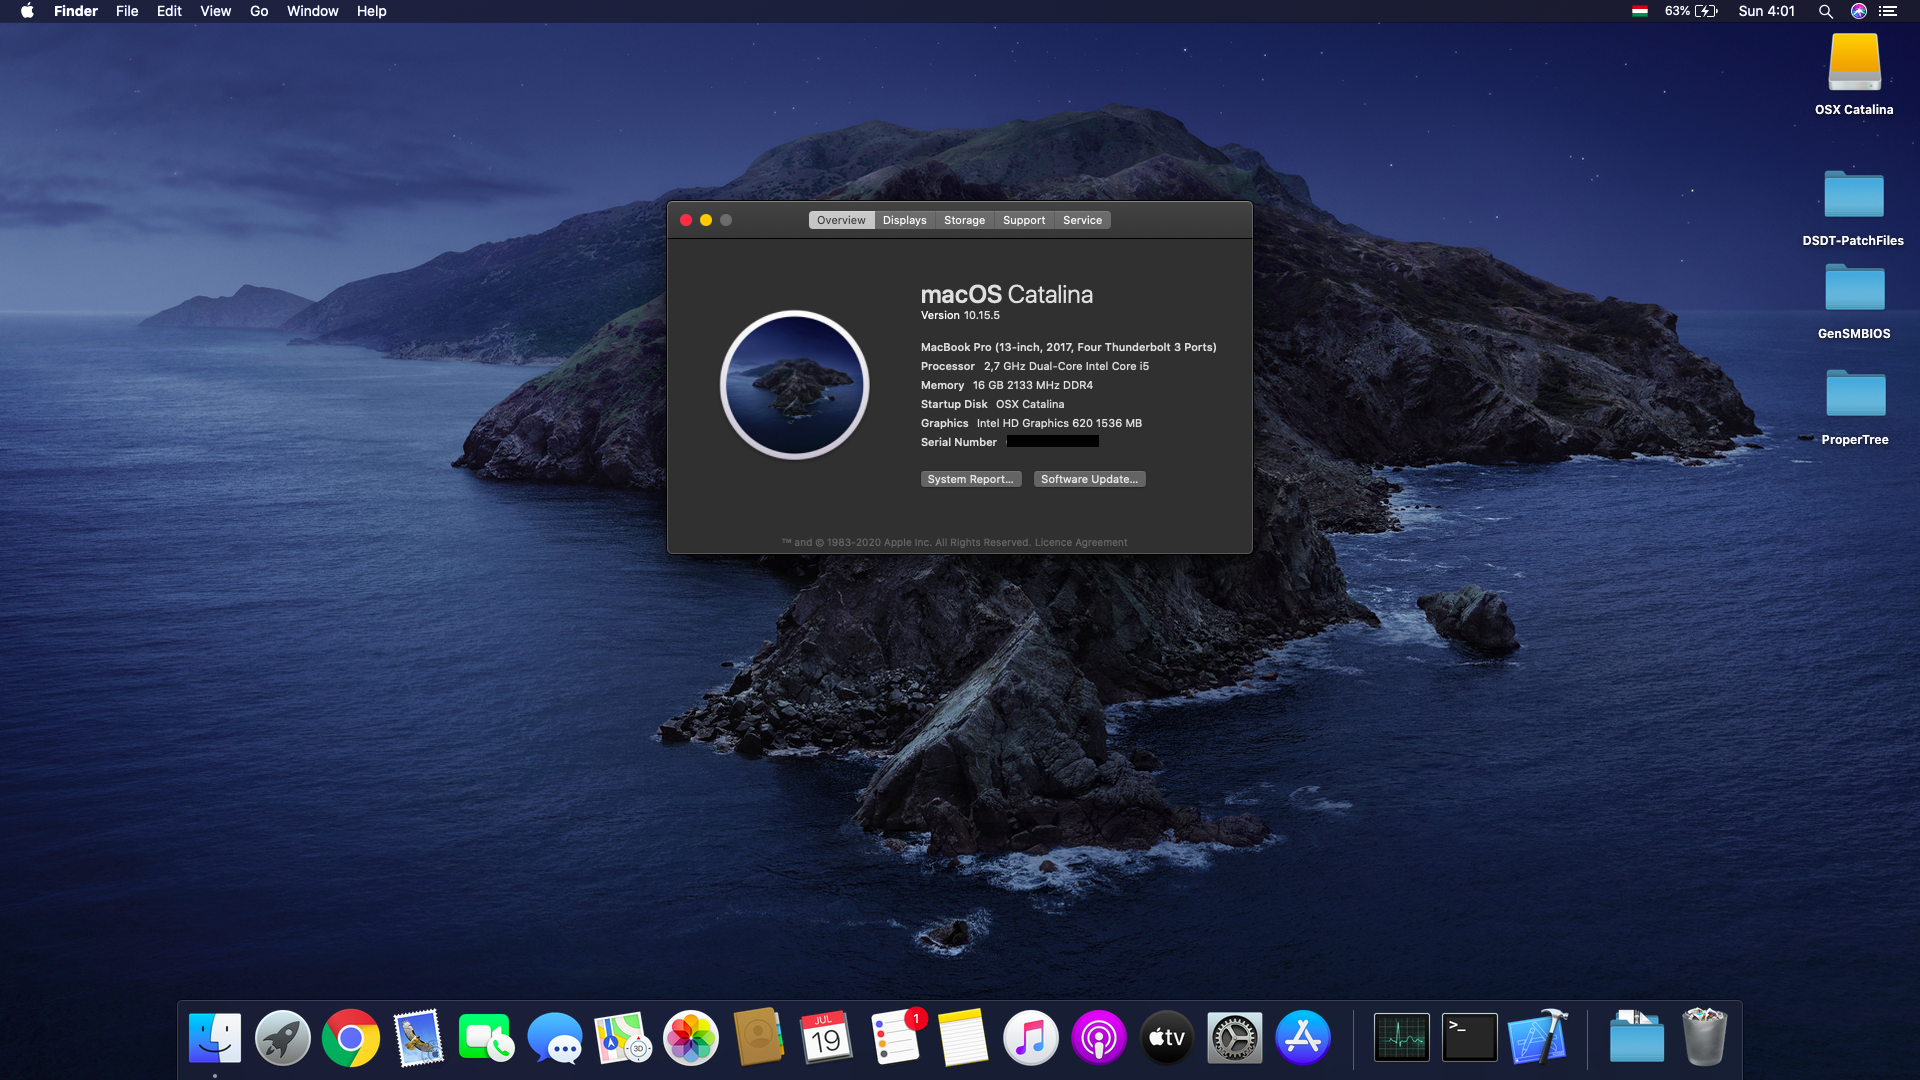 Finder File Edit View Go Window Help
63% Sun 4:01
OSX Catalina
DSDT-PatchFiles
GenSMBIOS
ProperTree
Overview Displays Storage Support Service
macOS Catalina
Version 10.15.5
MacBook Pro (13-inch, 2017, Four Thunderbolt 3 Ports)
Processor 2,7 GHz Dual-Core Intel Core i5
Memory 16 GB 2133 MHz DDR4
Startup Disk OSX Catalina
Graphics Intel HD Graphics 620 1536 MB
Serial Number
System Report... Software Update...
™ and © 1983-2020 Apple Inc. All Rights Reserved. Licence Agreement
3D
JUL
19
1
tv
>_